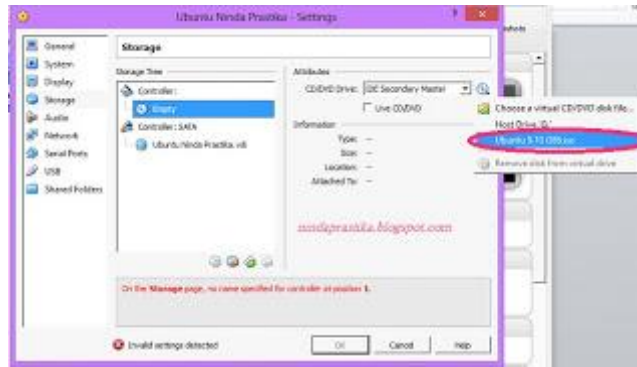 Ubuntu Ninda Prastika - Settings
?
General
System
Display
Storage
Audio
Network
Serial Ports
USB
Shared Folders
Storage
Storage Tree
Controller:
Empty
Controller: SATA
Ubuntu Ninda Prastika.vdi
Attributes
CD/DVD Drive: IDE Secondary Master
Live CD/DVD
Information
Type: --
Size: --
Location: --
Attached To: --
Choose a virtual CD/DVD disk file...
Host Drive
Ubuntu 9.10
Remove disk from virtual drive
nindaprastika.blogspot.com
On the Storage page, no name specified for controller at position 1.
Invalid settings detected
OK
Cancel
Help